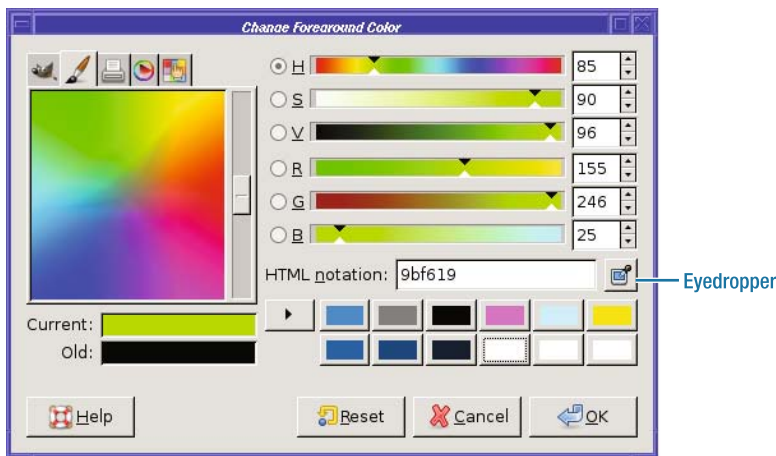 Change Foreground Color
H 85
S 90
V 96
R 155
G 246
B 25
HTML notation: 9bf619
Eyedropper
Current:
Old:
Help
Reset
Cancel
OK